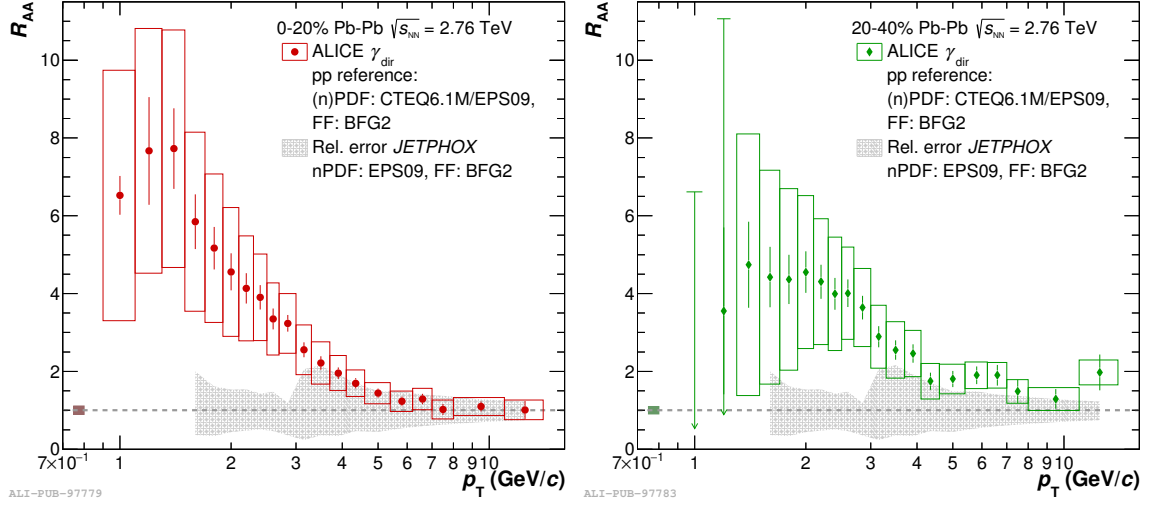 R_AA
0-20% Pb-Pb √s_NN = 2.76 TeV
ALICE γ_dir
pp reference:
(n)PDF: CTEQ6.1M/EPS09,
FF: BFG2
Rel. error JETPHOX
nPDF: EPS09, FF: BFG2
10
8
6
4
2
0
7×10⁻¹ 1 2 3 4 5 6 7 8 9 10
p_T (GeV/c)
ALI-PUB-97779
R_AA
20-40% Pb-Pb √s_NN = 2.76 TeV
ALICE γ_dir
pp reference:
(n)PDF: CTEQ6.1M/EPS09,
FF: BFG2
Rel. error JETPHOX
nPDF: EPS09, FF: BFG2
10
8
6
4
2
0
7×10⁻¹ 1 2 3 4 5 6 7 8 9 10
p_T (GeV/c)
ALI-PUB-97783